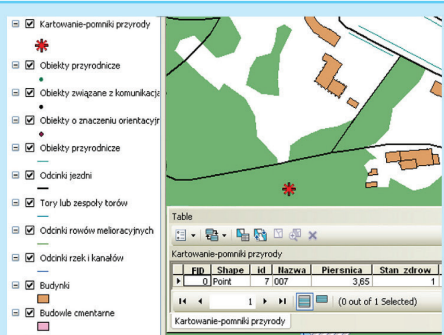 Kartowanie-pomniki przyrody
Obiekty przyrodnicze
Obiekty związane z komunikacją
Obiekty o znaczeniu orientacyjn
Obiekty przyrodnicze
Odcinki jezdni
Tory lub zespoły torów
Odcinki rowów melioracyjnych
Odcinki rzek i kanałów
Budynki
Budowle cmentarne
Table
Kartowanie-pomniki przyrody
FID Shape id Nazwa Piersnica Stan zdrow
0 Point 7 007 3,65 1
1 (0 out of 1 Selected)
Kartowanie-pomniki przyrody